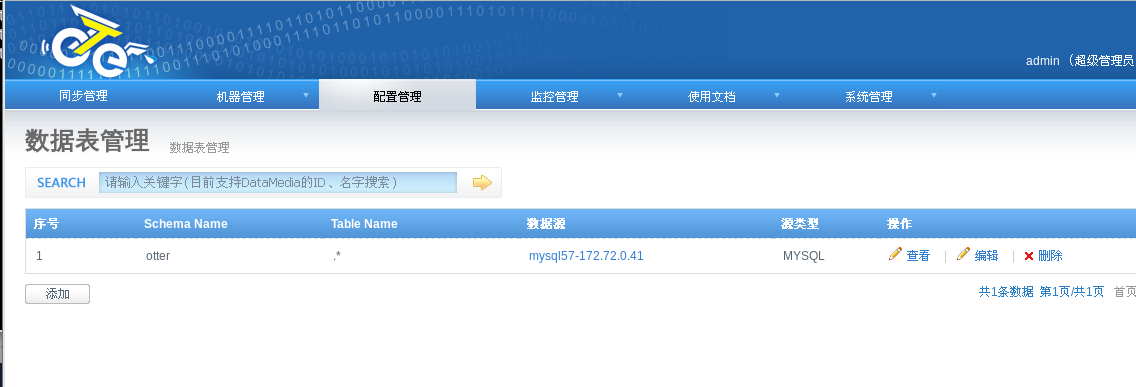 admin （超级管理员
同步管理 机器管理 配置管理 监控管理 使用文档 系统管理
数据表管理 数据表管理
SEARCH 请输入关键字(目前支持DataMedia的ID、名字搜索)
序号 Schema Name Table Name 数据源 源类型 操作
1 otter .* mysql57-172.72.0.41 MYSQL 查看 | 编辑 | 删除
添加 共1条数据 第1页/共1页 首页